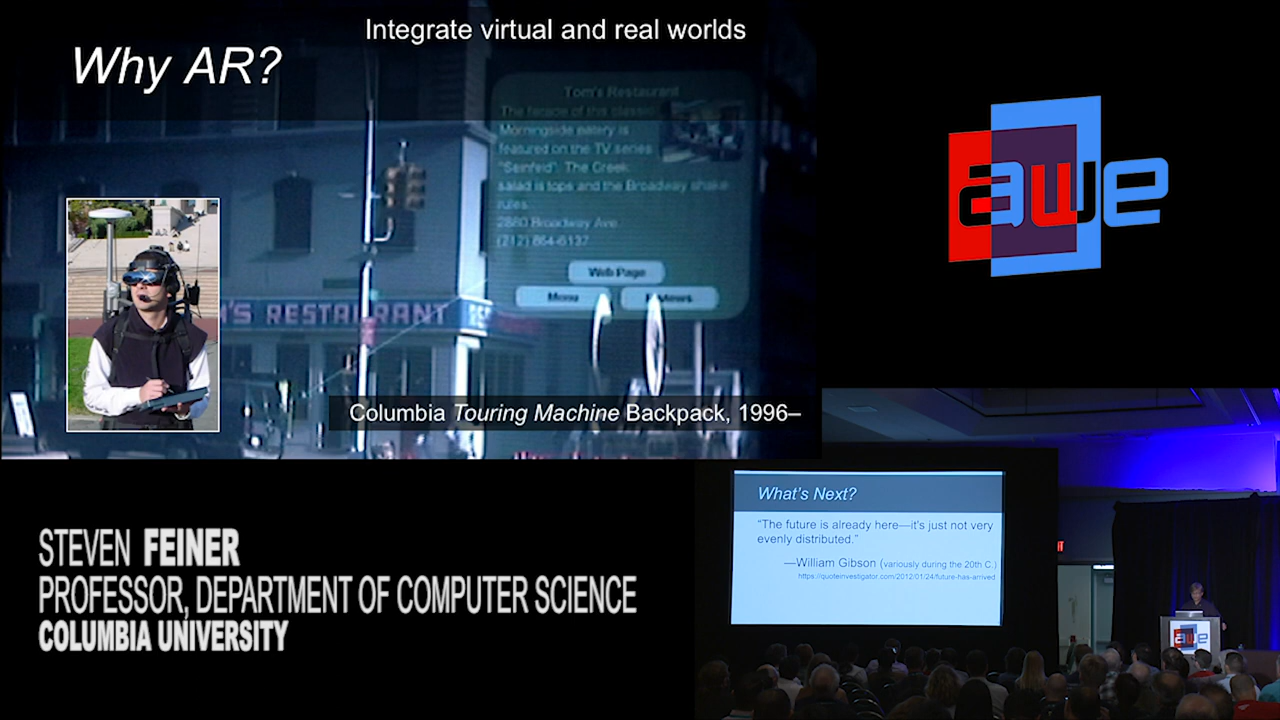 Integrate virtual and real worlds
Why AR?
Tom's Restaurant
The facade of this classic
Morningside eatery is
featured on the TV series
"Seinfeld". The Greek
salad is tops and the Broadway shake
rules.
2880 Broadway Ave.
(212) 864-6137
Web Page
Menu
Reviews
'S RESTAURANT
Columbia Touring Machine Backpack, 1996–
awe
What's Next?
“The future is already here—it's just not very
evenly distributed.”
—William Gibson (variously during the 20th C.)
https://quoteinvestigator.com/2012/01/24/future-has-arrived
awe
STEVEN FEINER
PROFESSOR, DEPARTMENT OF COMPUTER SCIENCE
COLUMBIA UNIVERSITY